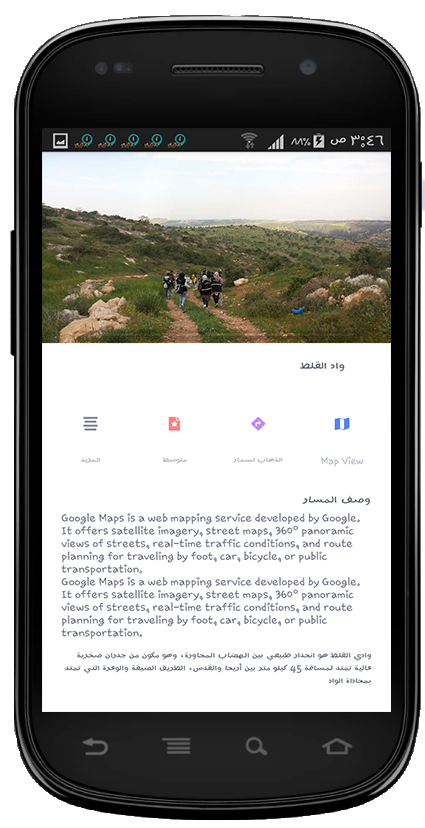 ٣:٤٦ ص ٨٨%
واد القلط
Map View
الذهاب لمسار
متوسط
المزيد
وصف المسار
Google Maps is a web mapping service developed by Google.
It offers satellite imagery, street maps, 360° panoramic
views of streets, real-time traffic conditions, and route
planning for traveling by foot, car, bicycle, or public
transportation.
Google Maps is a web mapping service developed by Google.
It offers satellite imagery, street maps, 360° panoramic
views of streets, real-time traffic conditions, and route
planning for traveling by foot, car, bicycle, or public
transportation.
وادي القلط هو انحدار طبيعي بين الهضاب المجاورة، وهو مكون من جدران صخرية
عالية تمتد لمسافة 45 كيلو متر بين أريحا والقدس، الطريق الضيقة والوعرة التي تمتد
بمحاذاة الواد